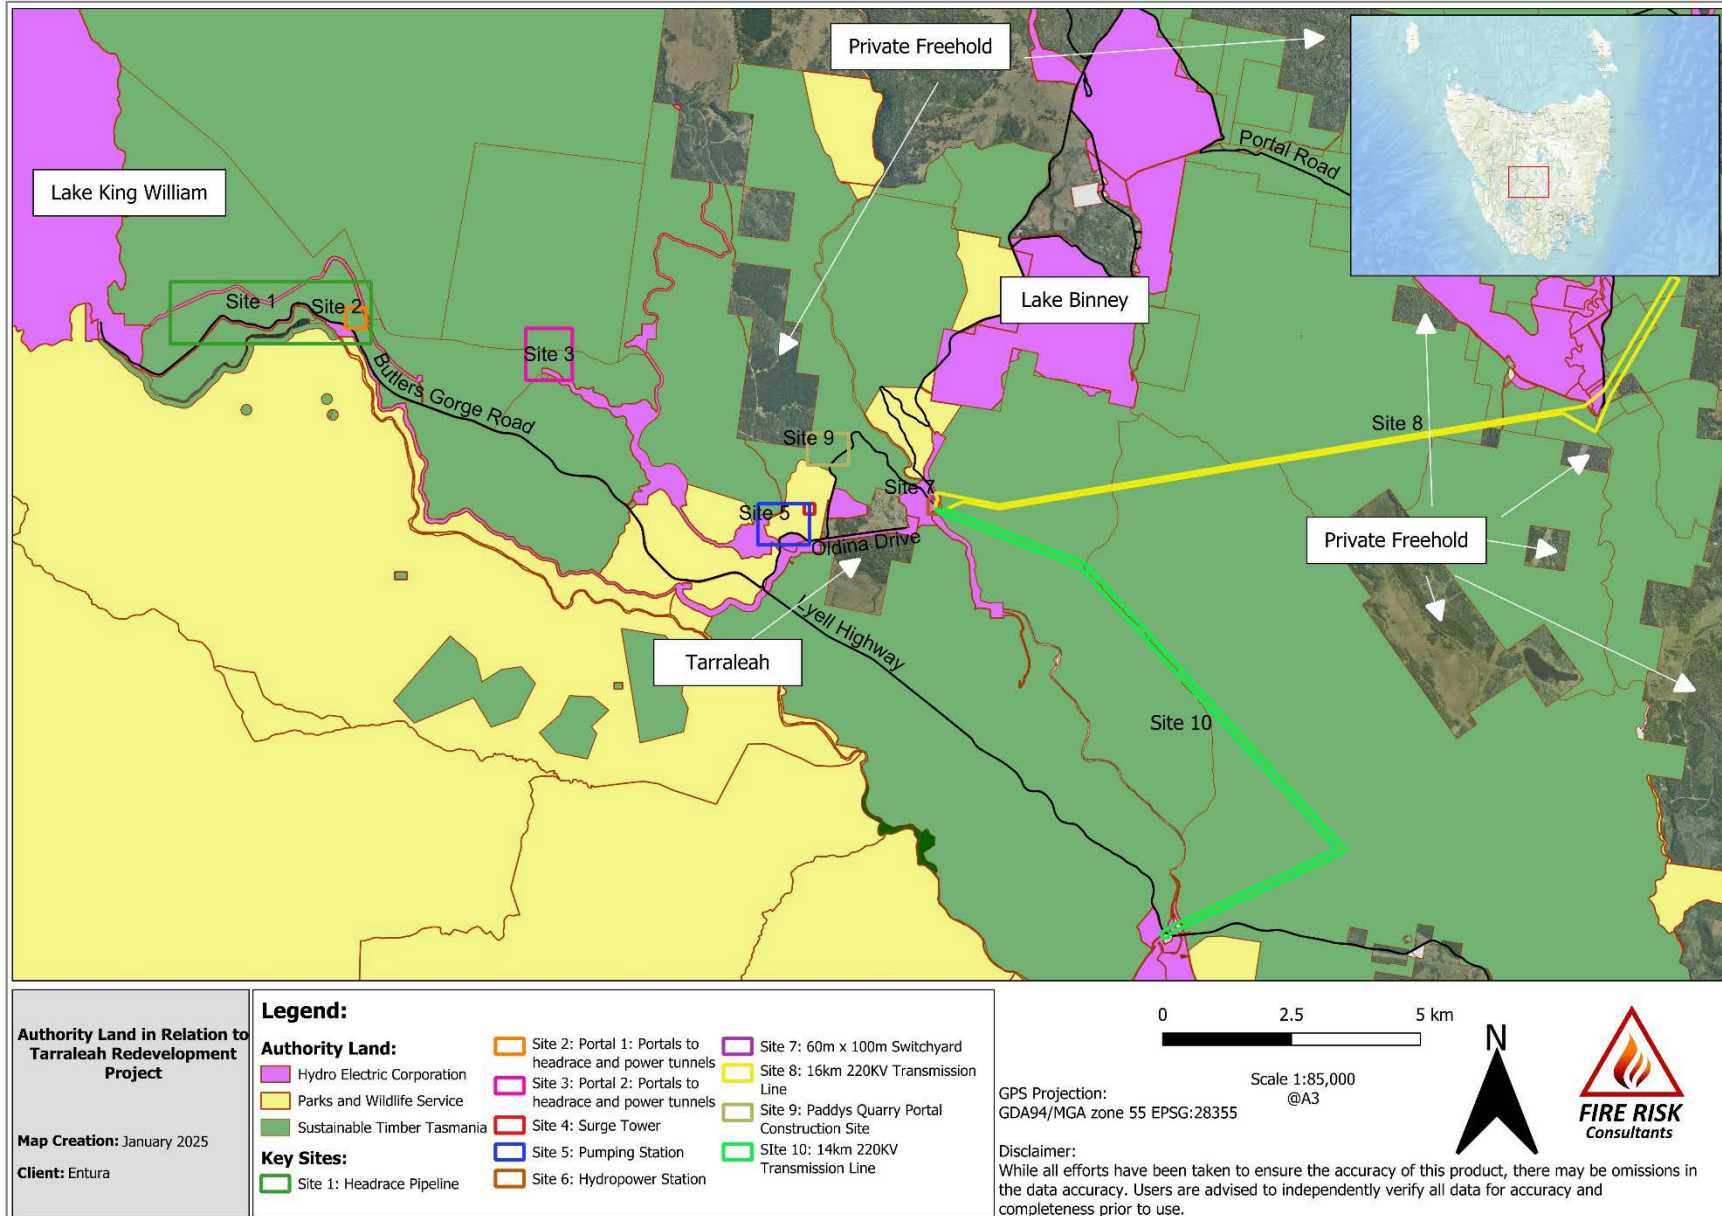 Private Freehold
Portal Road
Lake King William
Lake Binney
Site 1
Site 2
Site 3
Butlers Gorge Road
Site 8
Site 9
Site 7
Site 5
Oldina Drive
Private Freehold
Lyell Highway
Tarraleah
Site 10
Authority Land in Relation to
Tarraleah Redevelopment
Project
Map Creation: January 2025
Client: Entura
Legend:
Authority Land:
Hydro Electric Corporation
Parks and Wildlife Service
Sustainable Timber Tasmania
Key Sites:
Site 1: Headrace Pipeline
Site 2: Portal 1: Portals to
headrace and power tunnels
Site 3: Portal 2: Portals to
headrace and power tunnels
Site 4: Surge Tower
Site 5: Pumping Station
Site 6: Hydropower Station
Site 7: 60m x 100m Switchyard
Site 8: 16km 220KV Transmission
Line
Site 9: Paddys Quarry Portal
Construction Site
SIte 10: 14km 220KV
Transmission Line
0 2.5 5 km
Scale 1:85,000
@A3
GPS Projection:
GDA94/MGA zone 55 EPSG:28355
Disclaimer:
While all efforts have been taken to ensure the accuracy of this product, there may be omissions in
the data accuracy. Users are advised to independently verify all data for accuracy and
completeness prior to use.
N
FIRE RISK
Consultants